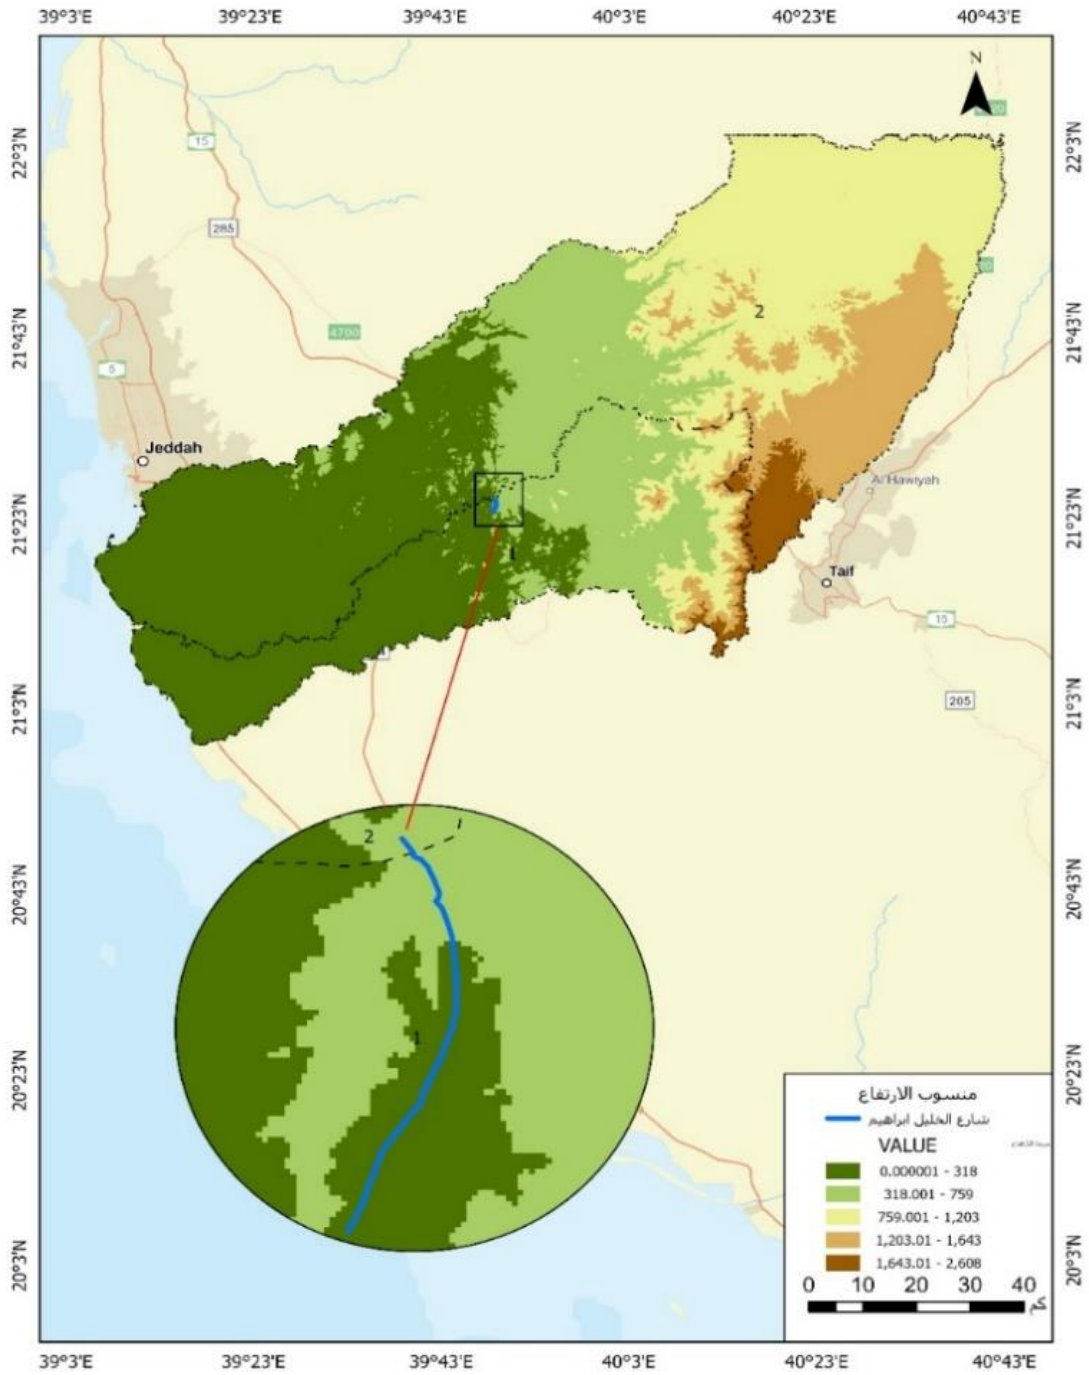 39°3'E 39°23'E 39°43'E 40°3'E 40°23'E 40°43'E
N
22°3'N 22°3'N
15
285
21°43'N 21°43'N
4700
2
5
Jeddah
Al Hawiyah
21°23'N 21°23'N
1
Taif
15
265
21°3'N 21°3'N
2
20°43'N 20°43'N
1
20°23'N 20°23'N
منسوب الارتفاع
شارع الخليل ابراهيم
VALUE
0.000001 - 318
318.001 - 759
759.001 - 1,203
1,203.01 - 1,643
1,643.01 - 2,608
20°3'N 20°3'N
0 10 20 30 40
كم
39°3'E 39°23'E 39°43'E 40°3'E 40°23'E 40°43'E